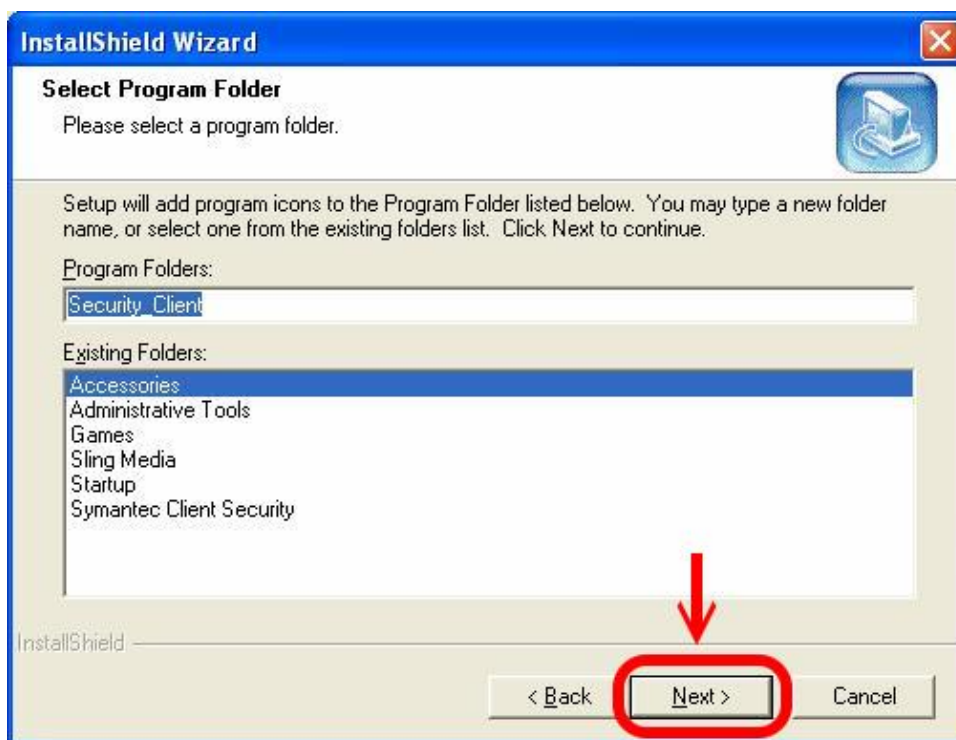 InstallShield Wizard
Select Program Folder
Please select a program folder.
Setup will add program icons to the Program Folder listed below.  You may type a new folder
name, or select one from the existing folders list.  Click Next to continue.
Program Folders:
Security_Client
Existing Folders:
Accessories
Administrative Tools
Games
Sling Media
Startup
Symantec Client Security
InstallShield
< Back
Next >
Cancel